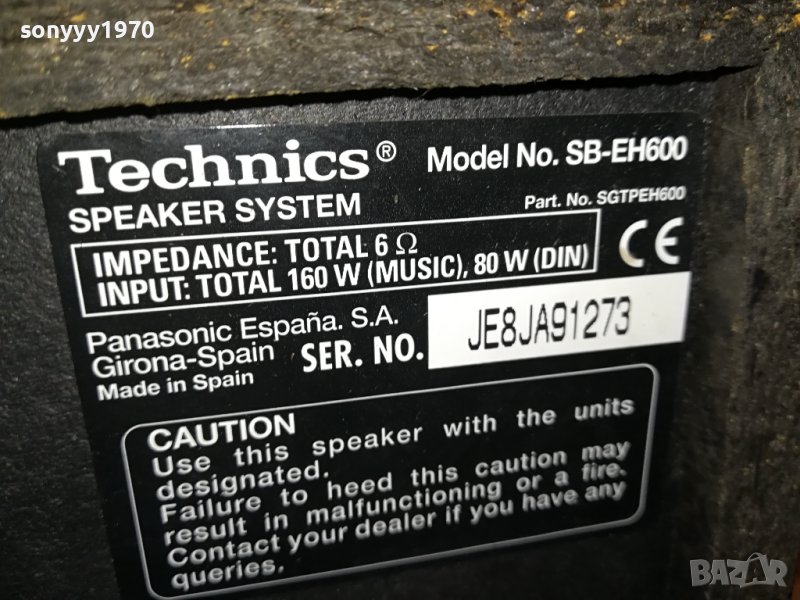 sonyyy1970
Technics® Model No. SB-EH600
SPEAKER SYSTEM Part. No. SGTPEH600
IMPEDANCE: TOTAL 6 Ω
INPUT: TOTAL 160 W (MUSIC), 80 W (DIN)
CE
Panasonic España. S.A.
Girona-Spain
Made in Spain
SER. NO. JE8JA91273
CAUTION
Use this speaker with the units
designated.
Failure to heed this caution may
result in malfunctioning or a fire.
Contact your dealer if you have any
queries.
BAZAR